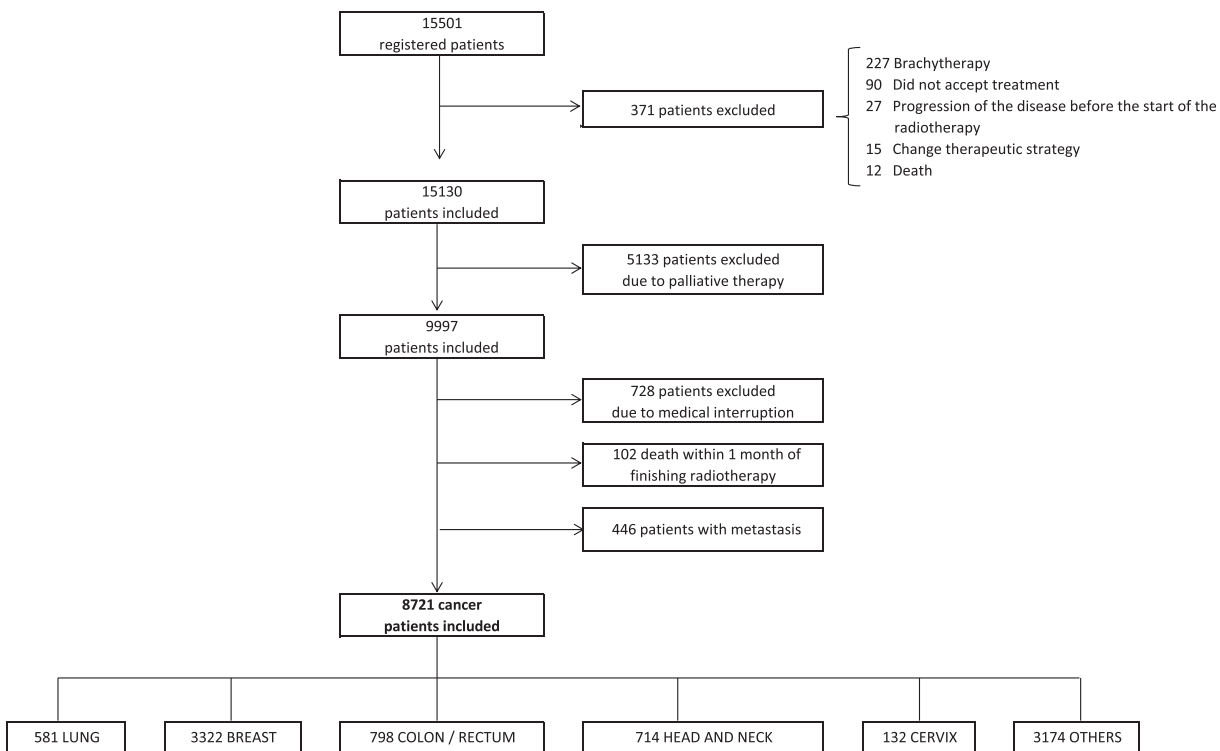 15501
registered patients
371 patients excluded
227 Brachytherapy
90 Did not accept treatment
27 Progression of the disease before the start of the
radiotherapy
15 Change therapeutic strategy
12 Death
15130
patients included
5133 patients excluded
due to palliative therapy
9997
patients included
728 patients excluded
due to medical interruption
102 death within 1 month of
finishing radiotherapy
446 patients with metastasis
8721 cancer
patients included
581 LUNG
3322 BREAST
798 COLON / RECTUM
714 HEAD AND NECK
132 CERVIX
3174 OTHERS